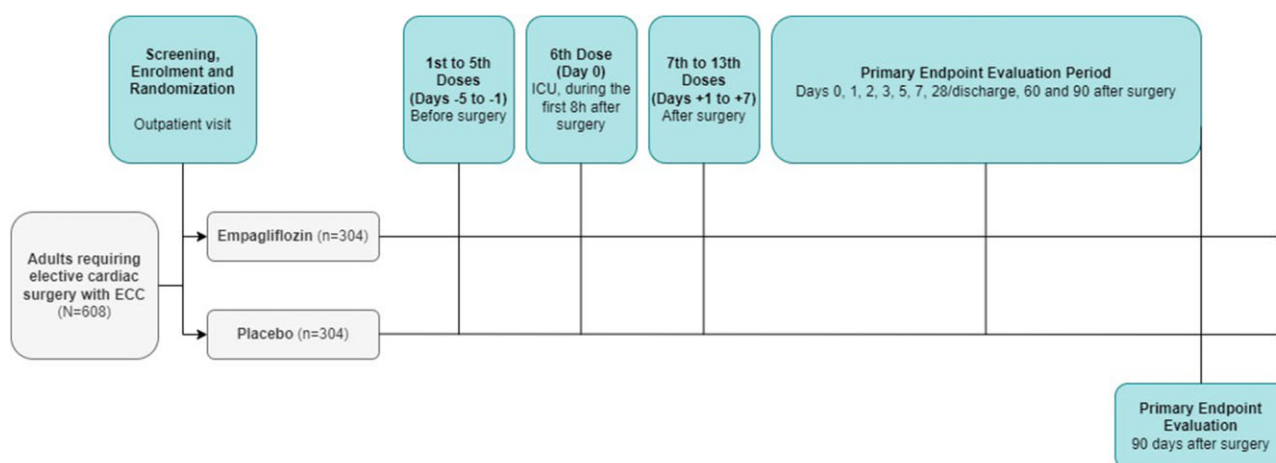 Screening,
Enrolment and
Randomization
Outpatient visit
1st to 5th
Doses
(Days -5 to -1)
Before surgery
6th Dose
(Day 0)
ICU, during the
first 8h after
surgery
7th to 13th
Doses
(Days +1 to +7)
After surgery
Primary Endpoint Evaluation Period
Days 0, 1, 2, 3, 5, 7, 28/discharge, 60 and 90 after surgery
Adults requiring
elective cardiac
surgery with ECC
(N=608)
Empagliflozin (n=304)
Placebo (n=304)
Primary Endpoint
Evaluation
90 days after surgery